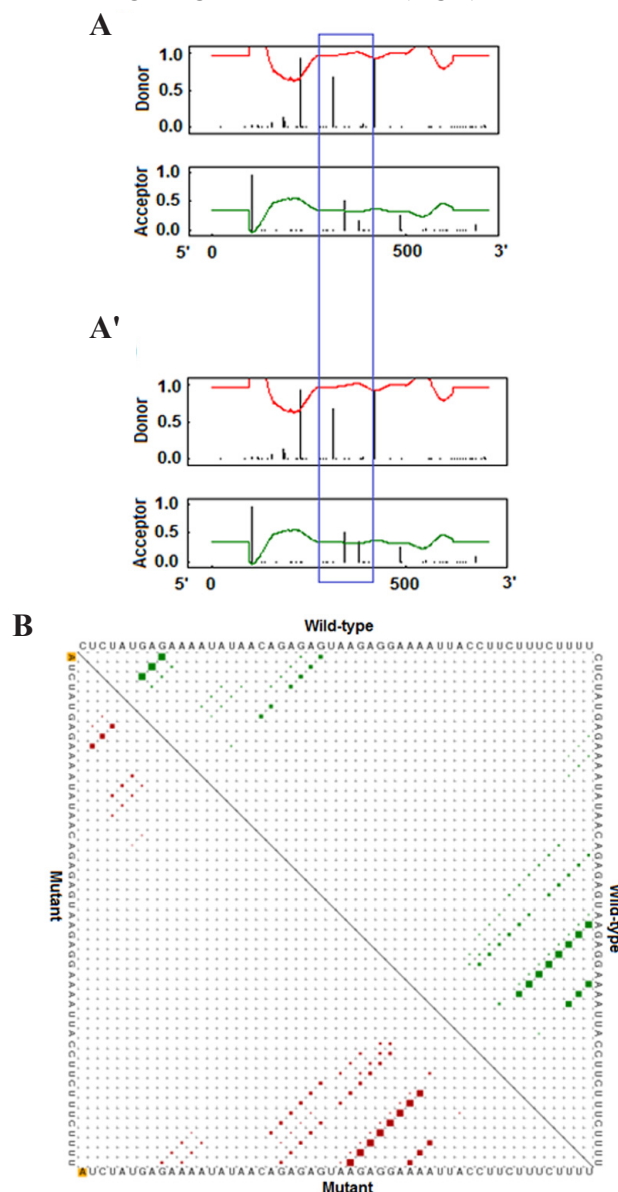 A
1.0
Donor
0.5
0.0
1.0
Acceptor
0.5
0.0
5' 0 500 3'
A'
1.0
Donor
0.5
0.0
1.0
Acceptor
0.5
0.0
5' 0 500 3'
B
Wild-type
CUCUAUGAGAAAAUAUAACAGAGAGUAAGAGGAAAAUUACCUUCUUUCUUUU
AUCUAUGAGAAAAUAUAACAGAGAGUAAGAGGAAAAUUACCUUCUUUCUUUU
CUCUAUGAGAAAAUAUAACAGAGAGUAAGAGGAAAAUUACCUUCUUUCUUUU
Mutant
Wild-type
AUCUAUGAGAAAAUAUAACAGAGAGUAAGAGGAAAAUUACCUUCUUUCUUUU
Mutant